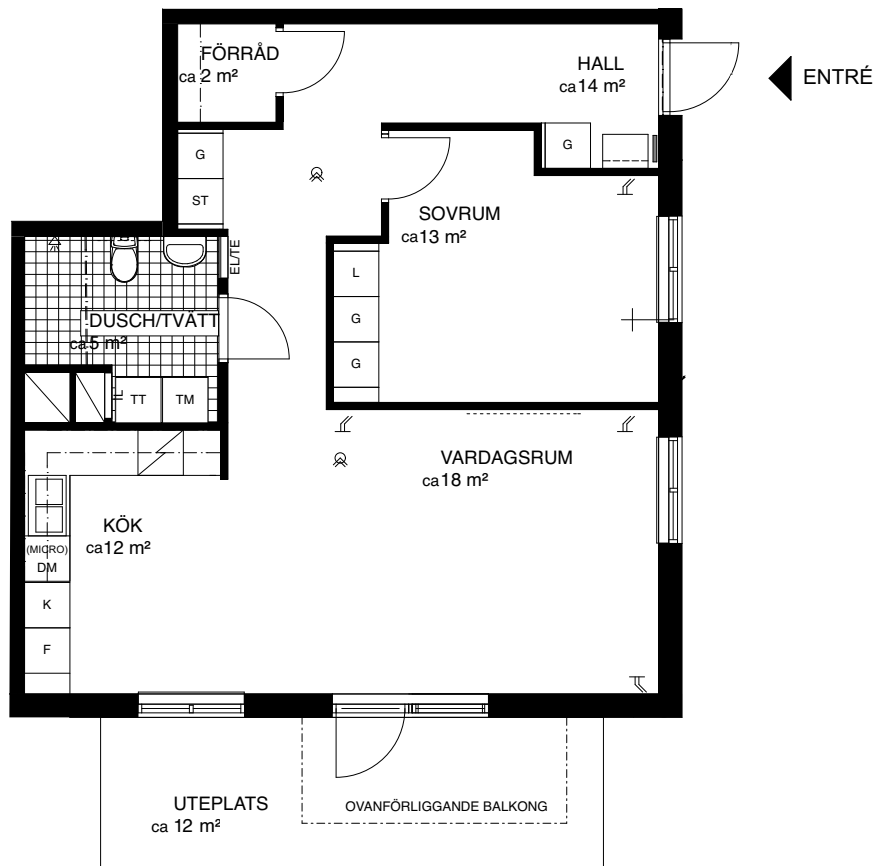 FÖRRÅD
ca 2 m²
HALL
ca 14 m²
ENTRÉ
G
G
ST
SOVRUM
ca 13 m²
EL/TE
L
G
G
DUSCH/TVÄTT
ca 5 m²
TT
TM
VARDAGSRUM
ca 18 m²
KÖK
ca 12 m²
(MICRO)
DM
K
F
UTEPLATS
ca 12 m²
OVANFÖRLIGGANDE BALKONG